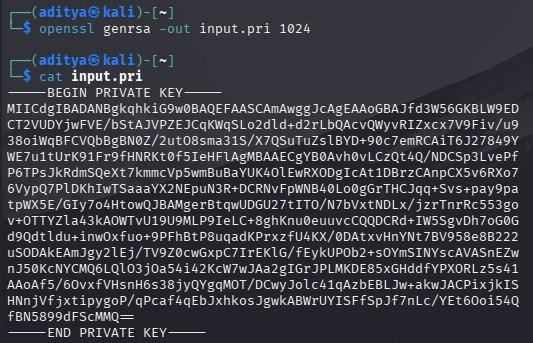 ┌──(aditya㉿kali)-[~]
└─$ openssl genrsa -out input.pri 1024

┌──(aditya㉿kali)-[~]
└─$ cat input.pri
-----BEGIN PRIVATE KEY-----
MIICdgIBADANBgkqhkiG9w0BAQEFAASCAmAwggJcAgEAAoGBAJfd3W56GKBLW9ED
CT2VUDYjwFVE/bStAJVPZEJCqKWqSLo2dld+d2rLbQAcvQWyvRIZxcx7V9Fiv/u9
38oiWqBFCVQbBgBN0Z/2utO8sma31S/X7QSuTuZslBYD+90c7emRCAiT6J27849Y
WE7u1tUrK91Fr9fHNRKt0f5IeHFlAgMBAAECgYB0Avh0vLCzQt4Q/NDCSp3LvePf
P6TPsJkRdmSQeXt7kmmcVp5wmBuBaYUK4OlEwRXODgIcAt1DBrzCAnpCX5v6RXo7
6VypQ7PlDKhIwTSaaaYX2NEpuN3R+DCRNvFpWNB40Lo0gGrTHCJqq+Svs+pay9pa
tpWX5E/GIy7o4HtowQJBAMgerBtqwUDGU27tITO/N7bVxtNDLx/jzrTnrRc553go
v+OTTYZla43kAOWTvU19U9MLP9IeLC+8ghKnu0euuvcCQQDCRd+IW5SgvDh7oG0G
d9Qdtldu+inwOxfuo+9PFhBtP8uqadKPrxzfU4KX/0DAtxvHnYNt7BV958e8B222
uSODAkEAmJgy2lEj/TV9Z0cwGxpC7IrEKlG/fEykUPOb2+sOYmSINYscAVASnEZw
nJ50KcNYCMQ6LQlO3jOa54i42KcW7wJAa2gIGrJPLMKDE85xGHddfYPXORLz5s41
AAoAf5/6OvxfVHsnH6s38jyQYgqMOT/DCwyJolc41qAzbEBLJw+akwJACPixjkIS
HNnjVfjxtipygoP/qPcaf4qEbJxhkosJgwkABWrUYISFfSpJf7nLc/YEt6Ooi54Q
fBN5899dFScMMQ==
-----END PRIVATE KEY-----